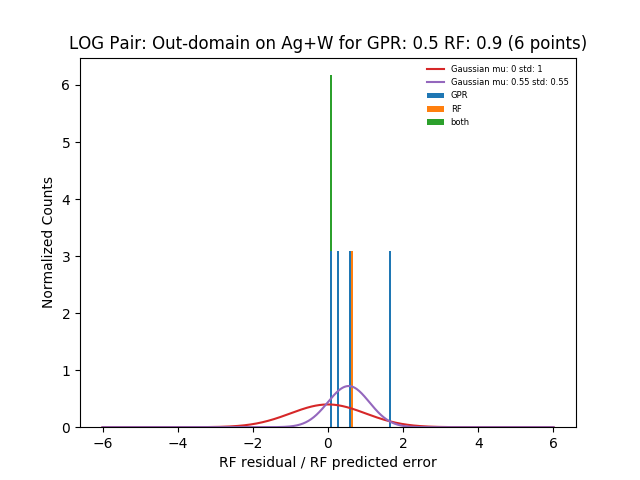 LOG Pair: Out-domain on Ag+W for GPR: 0.5 RF: 0.9 (6 points)
Gaussian mu: 0 std: 1
Gaussian mu: 0.55 std: 0.55
GPR
RF
both
Normalized Counts
6
5
4
3
2
1
0
−6 −4 −2 0 2 4 6
RF residual / RF predicted error